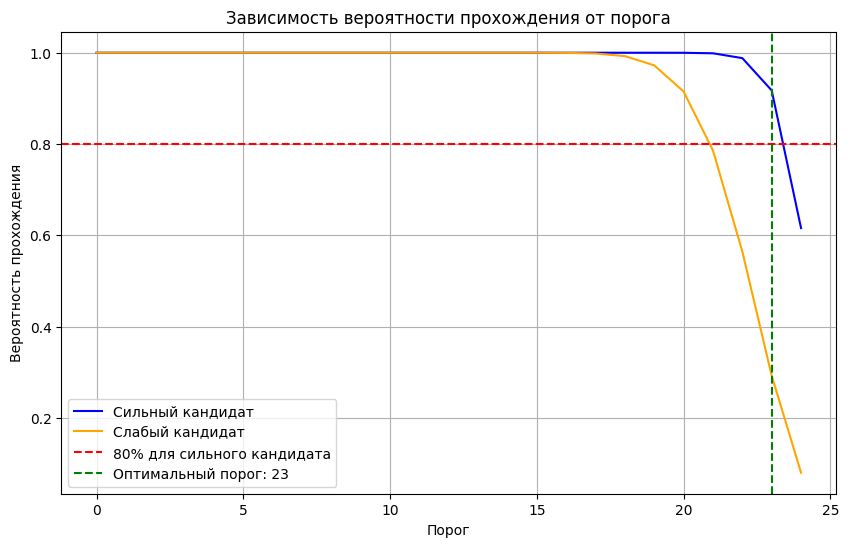 Зависимость вероятности прохождения от порога
Вероятность прохождения
1.0
0.8
0.6
0.4
0.2
Сильный кандидат
Слабый кандидат
80% для сильного кандидата
Оптимальный порог: 23
0
5
10
15
20
25
Порог